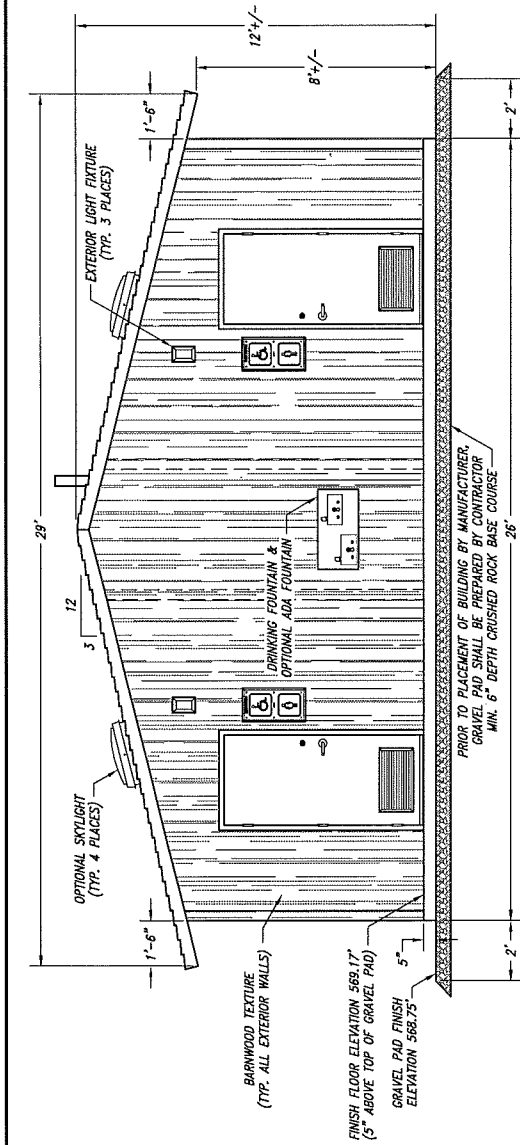 29'
1'-6"
1'-6"
12'+/-
8'+/-
12
3
OPTIONAL SKYLIGHT
(TYP. 4 PLACES)
EXTERIOR LIGHT FIXTURE
(TYP. 3 PLACES)
DRINKING FOUNTAIN &
OPTIONAL ADA FOUNTAIN
BARNWOOD TEXTURE
(TYP. ALL EXTERIOR WALLS)
FINISH FLOOR ELEVATION 569.17'
(5" ABOVE TOP OF GRAVEL PAD)
GRAVEL PAD FINISH
ELEVATION 568.75'
5"
2'
26'
2'
PRIOR TO PLACEMENT OF BUILDING BY MANUFACTURER,
GRAVEL PAD SHALL BE PREPARED BY CONTRACTOR
MIN. 6" DEPTH CRUSHED ROCK BASE COURSE